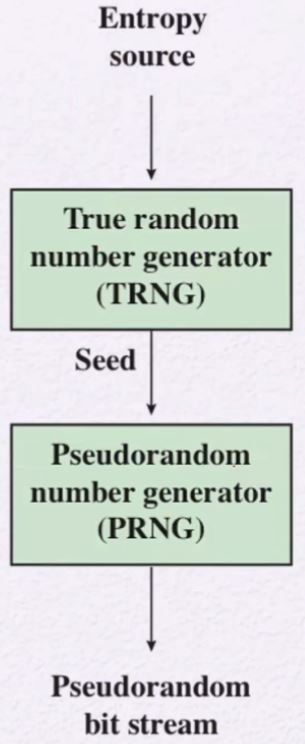 Entropy
source
True random
number generator
(TRNG)
Seed
Pseudorandom
number generator
(PRNG)
Pseudorandom
bit stream